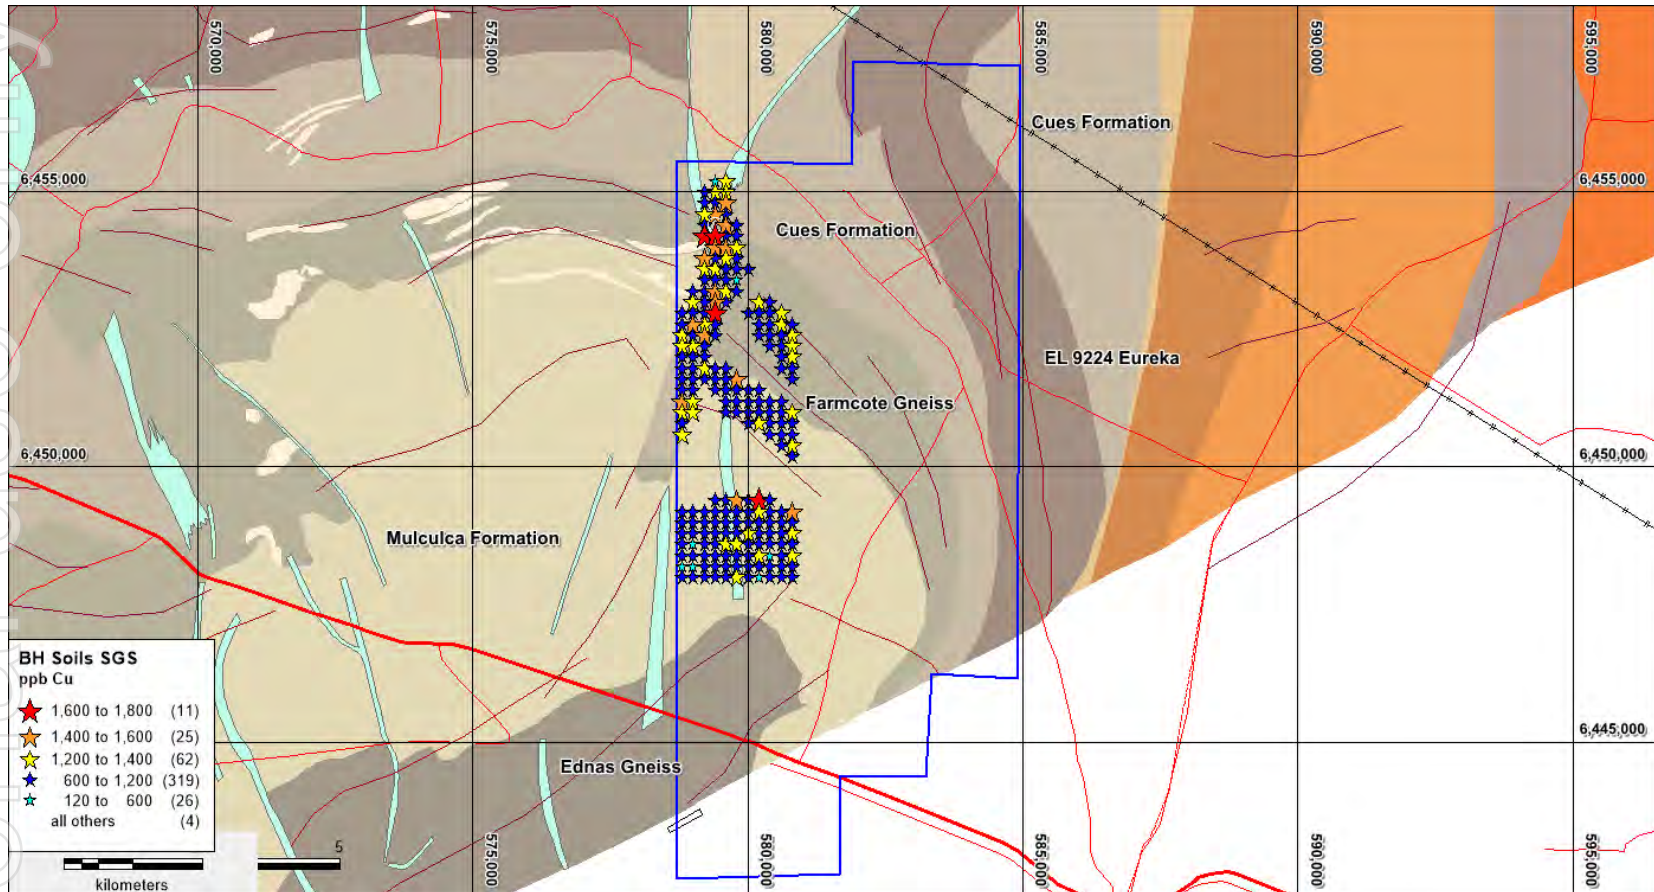 570,000
575,000
580,000
585,000
590,000
595,000
Cues Formation
6,455,000
6,455,000
Cues Formation
EL 9224 Eureka
Farmcote Gneiss
6,450,000
6,450,000
Mulculca Formation
BH Soils SGS
ppb Cu
1,600 to 1,800 (11)
1,400 to 1,600 (25)
1,200 to 1,400 (62)
600 to 1,200 (319)
120 to 600 (26)
all others (4)
6,445,000
Ednas Gneiss
5
kilometers
575,000
580,000
585,000
590,000
595,000